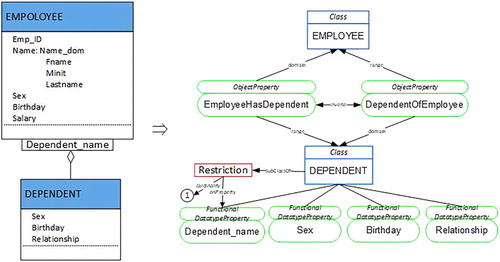 EMPOLOYEE
Emp_ID
Name: Name_dom
Fname
Minit
Lastname
Sex
Birthday
Salary
Dependent_name
DEPENDENT
Sex
Birthday
Relationship
⇒
Class
EMPLOYEE
domain
range
ObjectProperty
EmployeeHasDependent
inverse
ObjectProperty
DependentOfEmployee
range
domain
Class
DEPENDENT
Restriction
subClassOf
cardinality
onProperty
1
Functional
DatatypeProperty
Dependent_name
Functional
DatatypeProperty
Sex
Functional
DatatypeProperty
Birthday
Functional
DatatypeProperty
Relationship